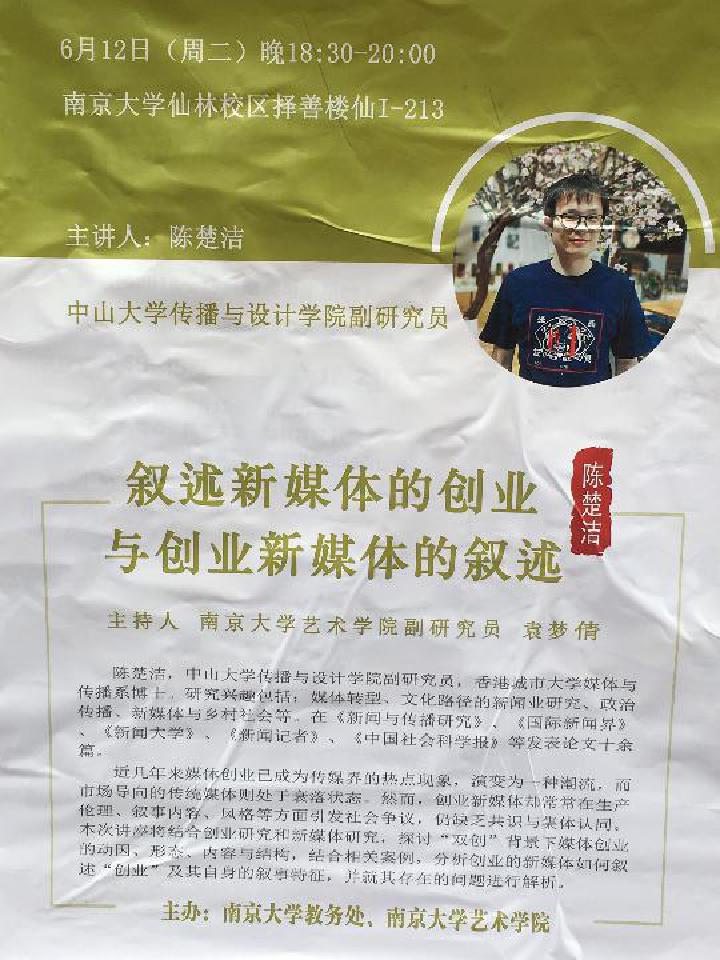 6月12日（周二）晚18:30-20:00
南京大学仙林校区择善楼仙I-213
主讲人：陈楚洁
中山大学传播与设计学院副研究员
叙述新媒体的创业
与创业新媒体的叙述
陈楚洁
主持人 南京大学艺术学院副研究员 袁梦倩
陈楚洁，中山大学传播与设计学院副研究员，香港城市大学媒体与
传播系博士。研究兴趣包括：媒体转型、文化路径的新闻业研究、政治
传播、新媒体与乡村社会等。在《新闻与传播研究》、《国际新闻界》
、《新闻大学》、《新闻记者》、《中国社会科学报》等发表论文十余
篇。
近几年来媒体创业已成为传媒界的热点现象，演变为一种潮流，而
市场导向的传统媒体则处于衰落状态。然而，创业新媒体却常常在生产
伦理、叙事内容、风格等方面引发社会争议，仍缺乏共识与集体认同。
本次讲座将结合创业研究和新媒体研究，探讨“双创”背景下媒体创业
的动因、形态、内容与结构，结合相关案例，分析创业的新媒体如何叙
述“创业”及其自身的叙事特征，并就其存在的问题进行解析。
主办：南京大学教务处、南京大学艺术学院